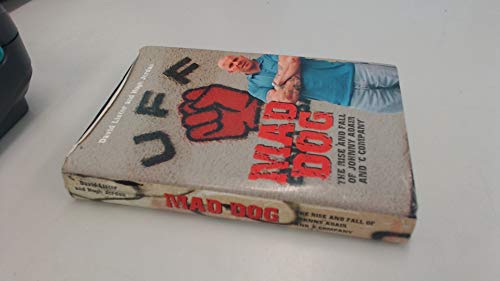 David Lister and Hugh Jordan
UFF
MAD
DOG
THE RISE AND FALL
OF JOHNNY ADAIR
AND 'C COMPANY'
David Lister
and Hugh Jordan
MAD DOG
THE RISE AND FALL OF
JOHNNY ADAIR
AND 'C COMPANY'